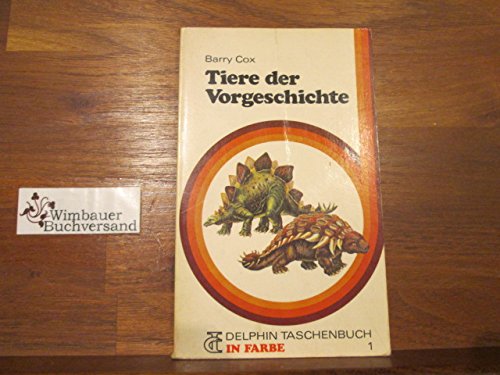 Barry Cox
Tiere der
Vorgeschichte
Wimbauer
Buchversand
DELPHIN TASCHENBUCH
IN FARBE 1